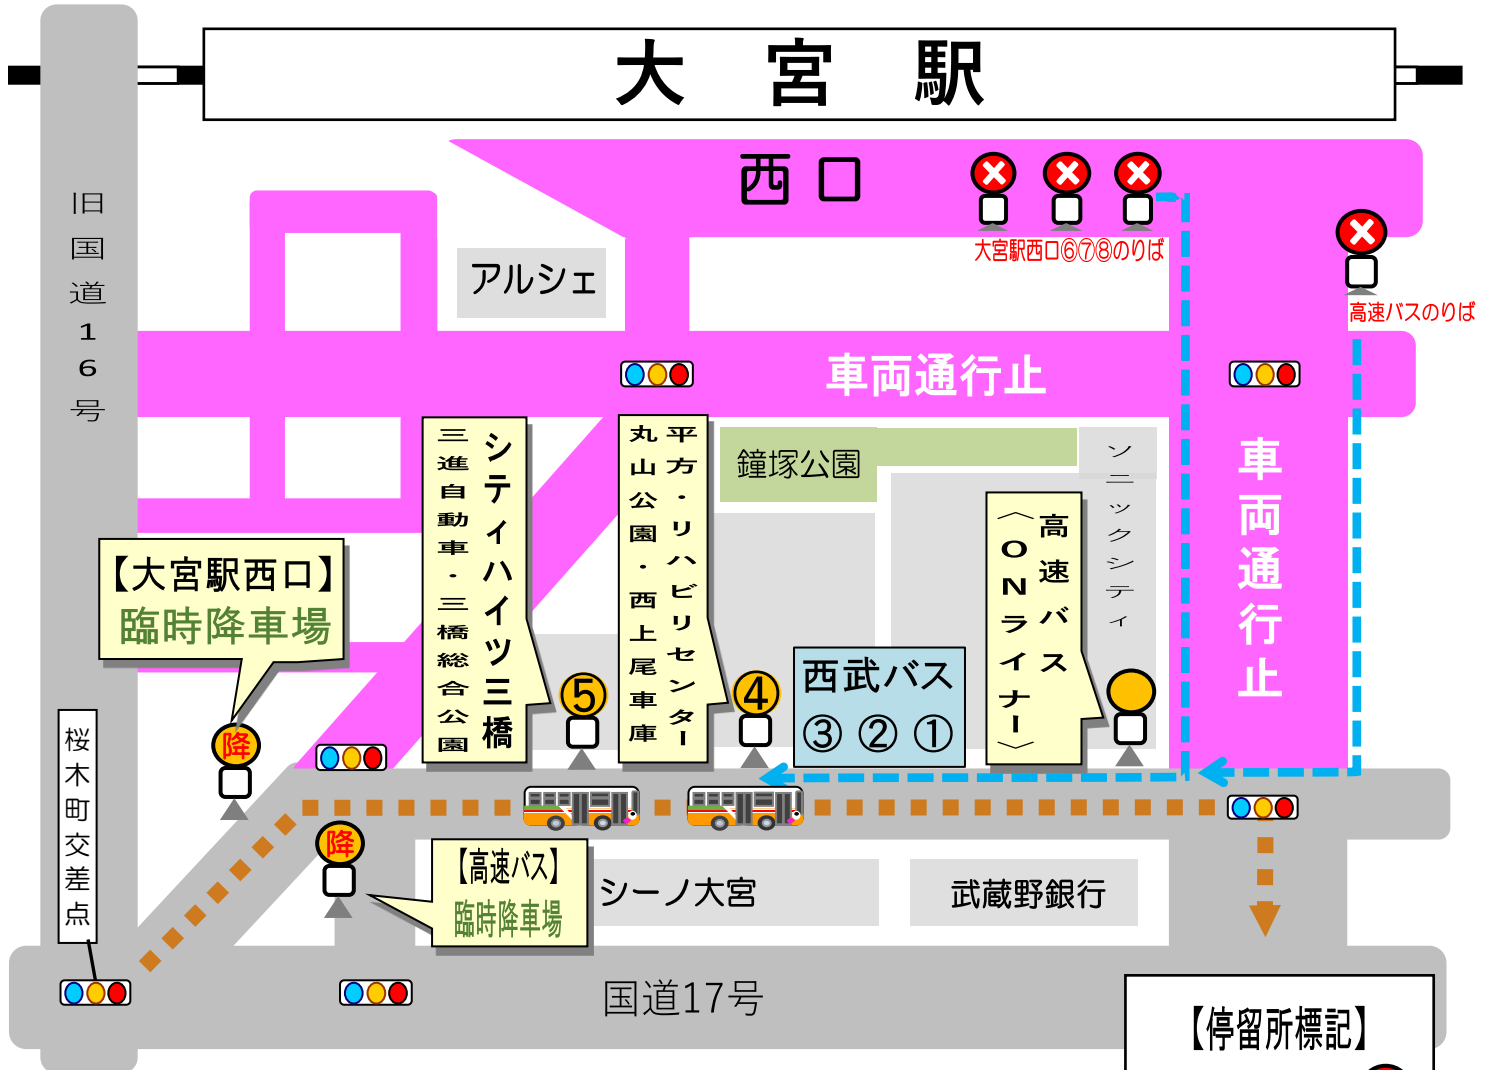 大宮駅
西口
大宮駅西口⑥⑦⑧のりば
高速バスのりば
旧国道16号
アルシェ
車両通行止
車両通行止
鐘塚公園
ソニックシティ
シティハイツ三橋
三進自動車・三橋総合公園
平方・リハビリセンター
丸山公園・西上尾車庫
高速バス
（ONライナー）
【大宮駅西口】
臨時降車場
西武バス
③②①
⑤
④
降
降
桜木町交差点
【高速バス】
臨時降車場
シーノ大宮
武蔵野銀行
国道17号
【停留所標記】